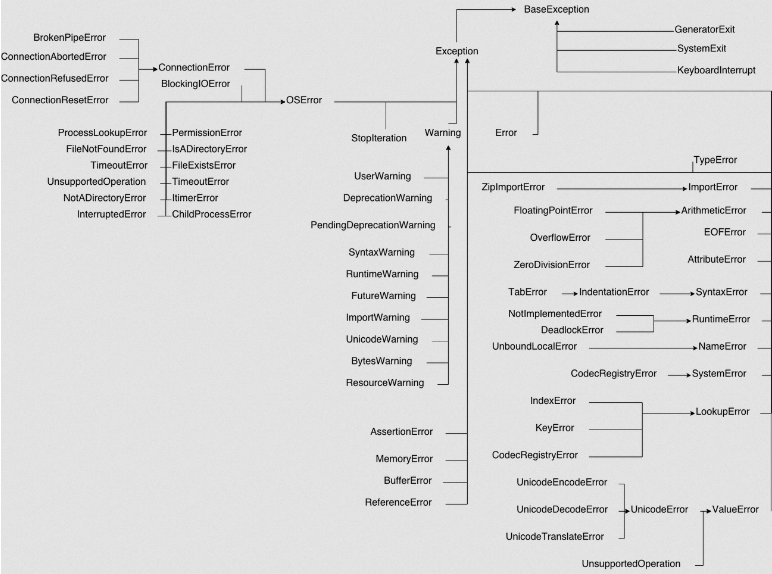 BaseException
GeneratorExit
SystemExit
KeyboardInterrupt
Exception
BrokenPipeError
ConnectionAbortedError
ConnectionRefusedError
ConnectionResetError
ConnectionError
BlockingIOError
OSError
ProcessLookupError
PermissionError
FileNotFoundError
IsADirectoryError
TimeoutError
FileExistsError
UnsupportedOperation
TimeoutError
NotADirectoryError
ItimerError
InterruptedError
ChildProcessError
StopIteration
Warning
Error
UserWarning
DeprecationWarning
PendingDeprecationWarning
SyntaxWarning
RuntimeWarning
FutureWarning
ImportWarning
UnicodeWarning
BytesWarning
ResourceWarning
AssertionError
MemoryError
BufferError
ReferenceError
TypeError
ZipImportError
ImportError
FloatingPointError
ArithmeticError
OverflowError
EOFError
ZeroDivisionError
AttributeError
TabError
IndentationError
SyntaxError
NotImplementedError
DeadlockError
RuntimeError
UnboundLocalError
NameError
CodecRegistryError
SystemError
IndexError
LookupError
KeyError
CodecRegistryError
UnicodeEncodeError
UnicodeDecodeError
UnicodeError
ValueError
UnicodeTranslateError
UnsupportedOperation